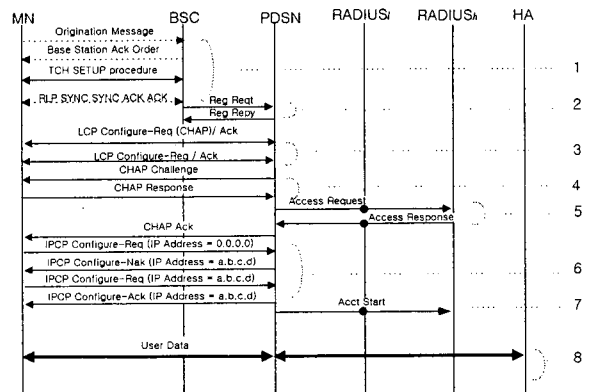 MN BSC PDSN RADIUSl RADIUSh HA
Origination Message
Base Station Ack Order
TCH SETUP procedure
1
RLP SYNC SYNC ACK ACK
Reg Reqt
2
Reg Repy
LCP Configure-Req (CHAP)/ Ack
3
LCP Configure-Req / Ack
CHAP Challenge
4
CHAP Response
Access Request
5
Access Response
CHAP Ack
IPCP Configure-Req (IP Address = 0.0.0.0)
IPCP Configure-Nak (IP Address = a.b.c.d)
6
IPCP Configure-Req (IP Address = a.b.c.d)
IPCP Configure-Ack (IP Address = a.b.c.d)
Acct Start
7
User Data
8